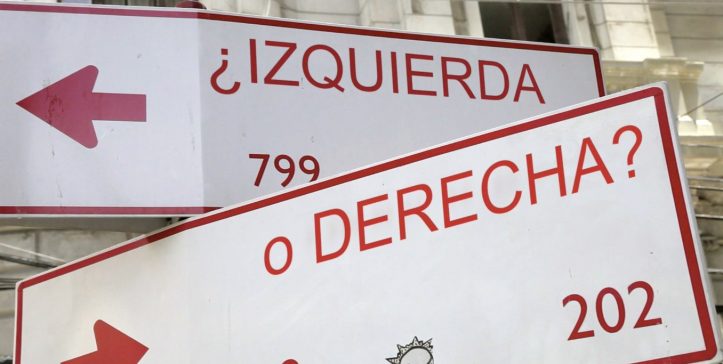 ¿IZQUIERDA
799
o DERECHA?
202